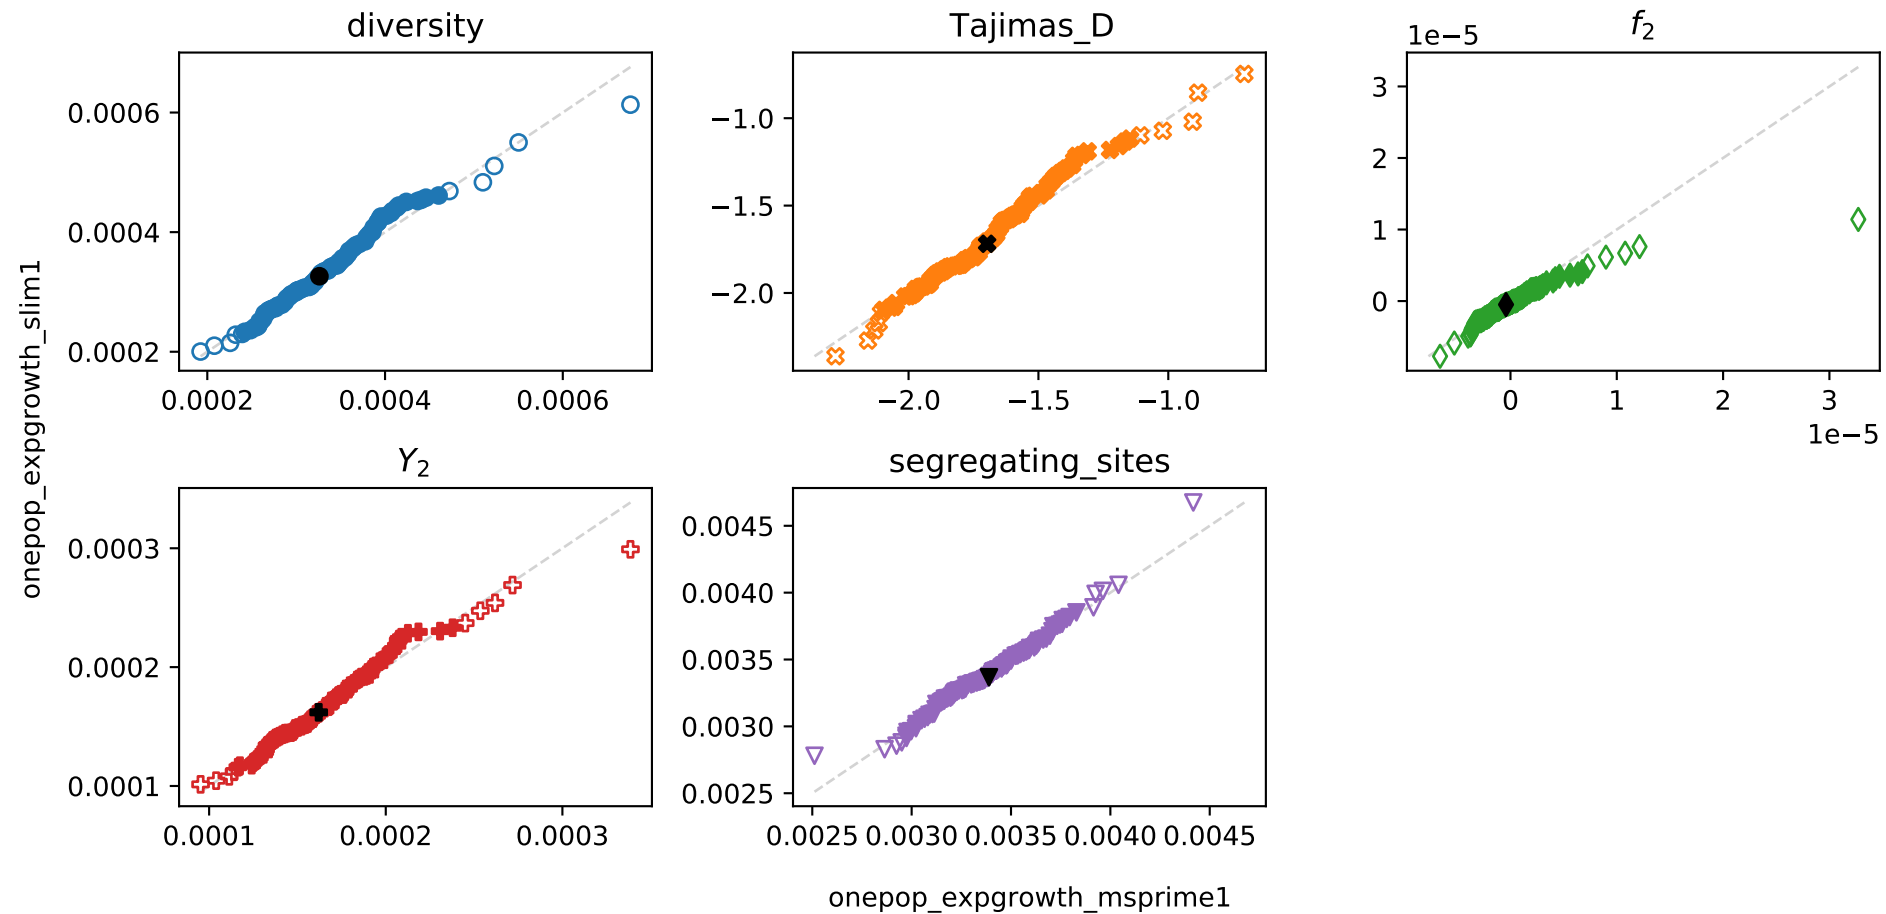 diversity
Tajimas_D
1e−5
f2
0.0006
0.0004
0.0002
0.0002 0.0004 0.0006
−1.0
−1.5
−2.0
−2.0 −1.5 −1.0
3
2
1
0
0 1 2 3
1e−5
onepop_expgrowth_slim1
Y2
segregating_sites
0.0003
0.0002
0.0001
0.0001 0.0002 0.0003
0.0045
0.0040
0.0035
0.0030
0.0025
0.0025 0.0030 0.0035 0.0040 0.0045
onepop_expgrowth_msprime1